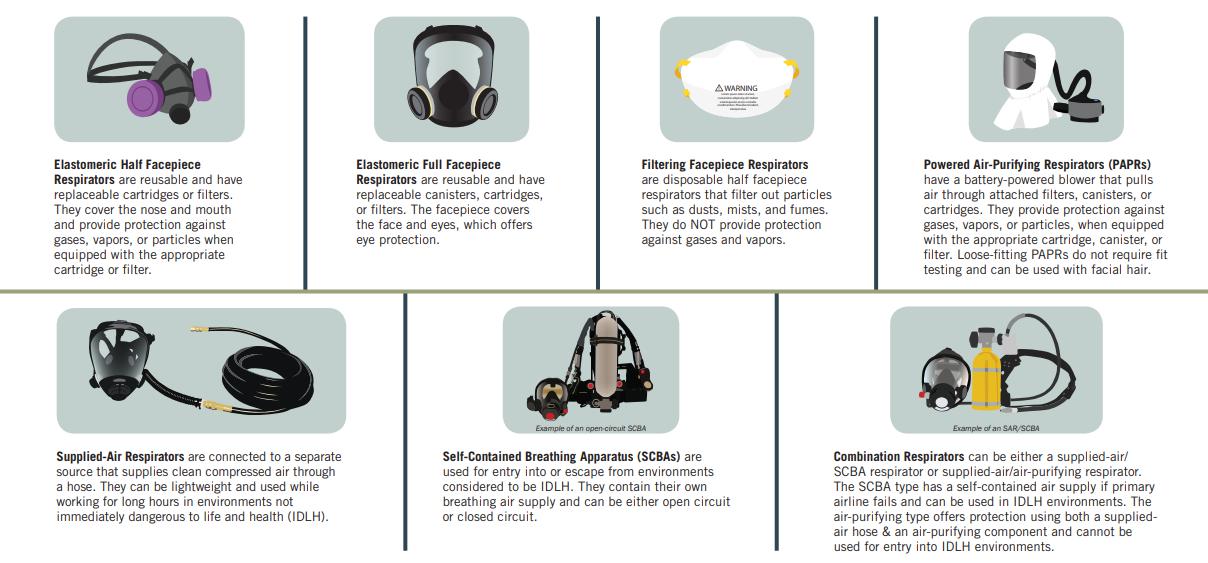 WARNING
Elastomeric Half Facepiece
Respirators are reusable and have
replaceable cartridges or filters.
They cover the nose and mouth
and provide protection against
gases, vapors, or particles when
equipped with the appropriate
cartridge or filter.
Elastomeric Full Facepiece
Respirators are reusable and have
replaceable canisters, cartridges,
or filters. The facepiece covers
the face and eyes, which offers
eye protection.
Filtering Facepiece Respirators
are disposable half facepiece
respirators that filter out particles
such as dusts, mists, and fumes.
They do NOT provide protection
against gases and vapors.
Powered Air-Purifying Respirators (PAPRs)
have a battery-powered blower that pulls
air through attached filters, canisters, or
cartridges. They provide protection against
gases, vapors, or particles, when equipped
with the appropriate cartridge, canister, or
filter. Loose-fitting PAPRs do not require fit
testing and can be used with facial hair.
Supplied-Air Respirators are connected to a separate
source that supplies clean compressed air through
a hose. They can be lightweight and used while
working for long hours in environments not
immediately dangerous to life and health (IDLH).
Example of an open-circuit SCBA
Self-Contained Breathing Apparatus (SCBAs) are
used for entry into or escape from environments
considered to be IDLH. They contain their own
breathing air supply and can be either open circuit
or closed circuit.
Example of an SAR/SCBA
Combination Respirators can be either a supplied-air/
SCBA respirator or supplied-air/air-purifying respirator.
The SCBA type has a self-contained air supply if primary
airline fails and can be used in IDLH environments. The
air-purifying type offers protection using both a supplied-
air hose & an air-purifying component and cannot be
used for entry into IDLH environments.